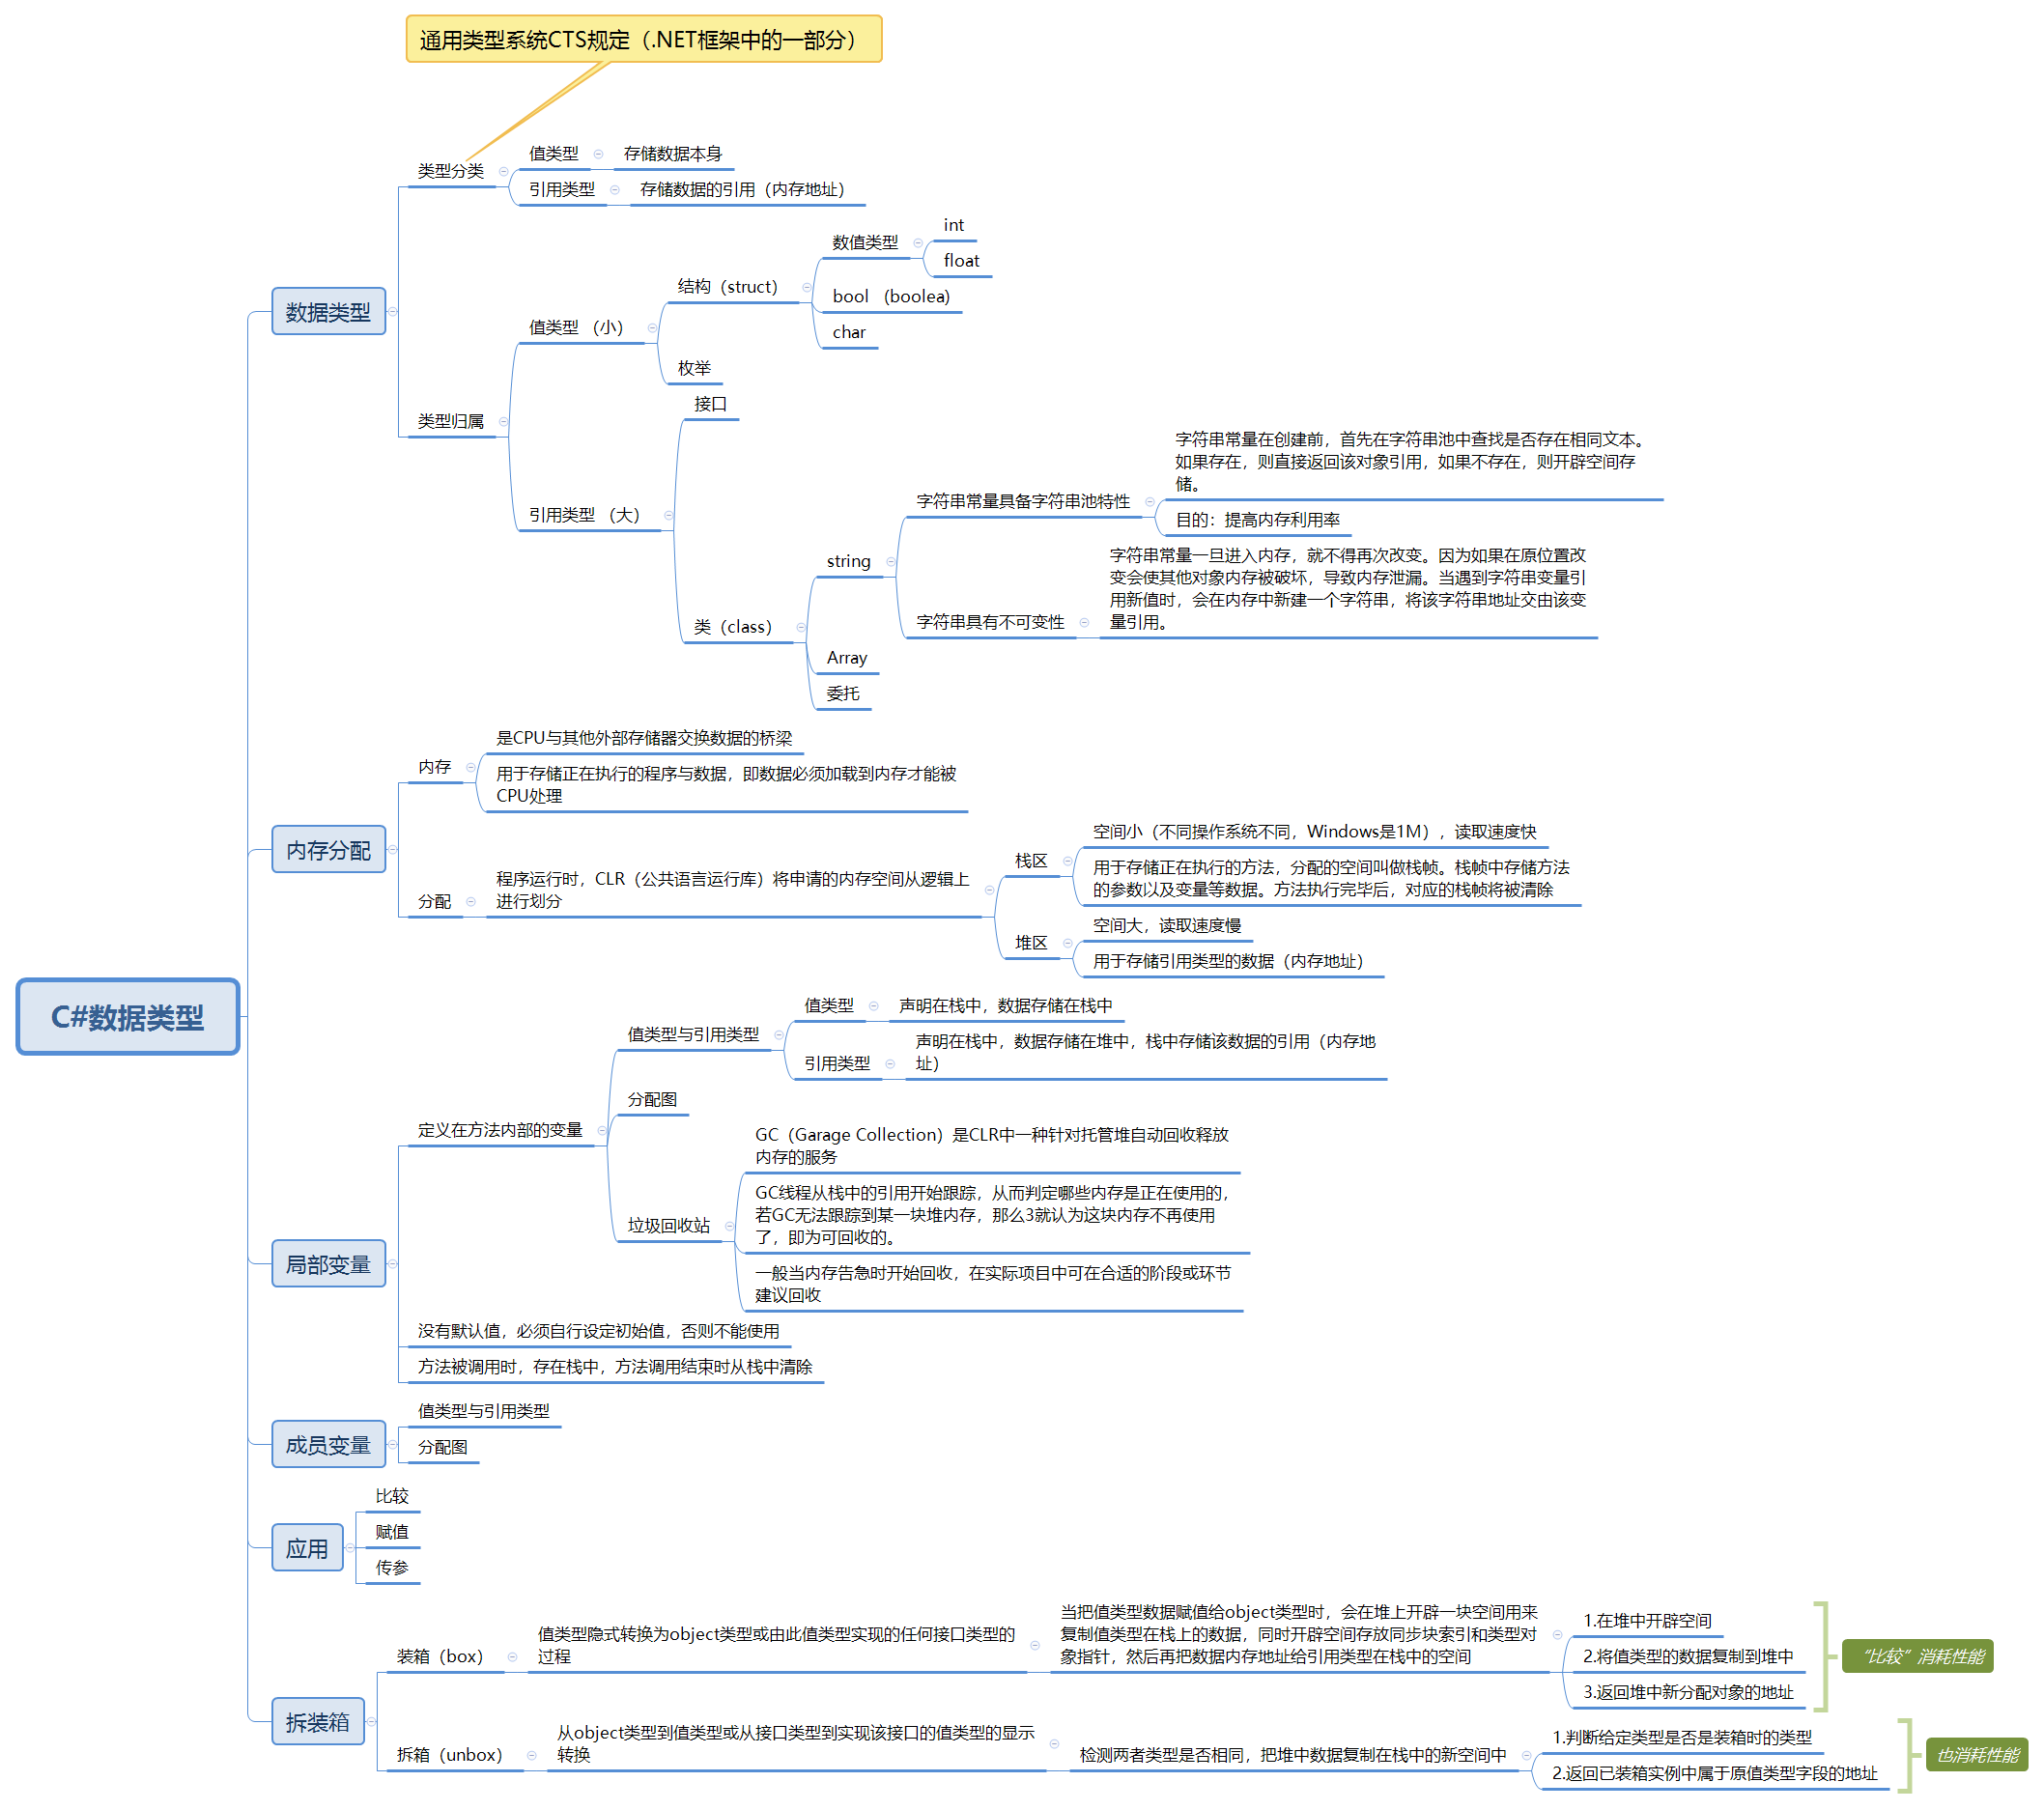 通用类型系统CTS规定（.NET框架中的一部分）
C#数据类型
数据类型
类型分类
值类型
存储数据本身
引用类型
存储数据的引用（内存地址）
类型归属
值类型 （小）
结构（struct）
数值类型
int
float
bool （boolea)
char
枚举
引用类型 （大）
接口
类（class）
string
字符串常量具备字符串池特性
字符串常量在创建前，首先在字符串池中查找是否存在相同文本。
如果存在，则直接返回该对象引用，如果不存在，则开辟空间存
储。
目的：提高内存利用率
字符串具有不可变性
字符串常量一旦进入内存，就不得再次改变。因为如果在原位置改
变会使其他对象内存被破坏，导致内存泄漏。当遇到字符串变量引
用新值时，会在内存中新建一个字符串，将该字符串地址交由该变
量引用。
Array
委托
内存分配
内存
是CPU与其他外部存储器交换数据的桥梁
用于存储正在执行的程序与数据，即数据必须加载到内存才能被
CPU处理
分配
程序运行时，CLR（公共语言运行库）将申请的内存空间从逻辑上
进行划分
栈区
空间小（不同操作系统不同，Windows是1M），读取速度快
用于存储正在执行的方法，分配的空间叫做栈帧。栈帧中存储方法
的参数以及变量等数据。方法执行完毕后，对应的栈帧将被清除
堆区
空间大，读取速度慢
用于存储引用类型的数据（内存地址）
局部变量
定义在方法内部的变量
值类型与引用类型
值类型
声明在栈中，数据存储在栈中
引用类型
声明在栈中，数据存储在堆中，栈中存储该数据的引用（内存地
址）
分配图
垃圾回收站
GC（Garage Collection）是CLR中一种针对托管堆自动回收释放
内存的服务
GC线程从栈中的引用开始跟踪，从而判定哪些内存是正在使用的，
若GC无法跟踪到某一块堆内存，那么3就认为这块内存不再使用
了，即为可回收的。
一般当内存告急时开始回收，在实际项目中可在合适的阶段或环节
建议回收
没有默认值，必须自行设定初始值，否则不能使用
方法被调用时，存在栈中，方法调用结束时从栈中清除
成员变量
值类型与引用类型
分配图
应用
比较
赋值
传参
拆装箱
装箱（box）
值类型隐式转换为object类型或由此值类型实现的任何接口类型的
过程
当把值类型数据赋值给object类型时，会在堆上开辟一块空间用来
复制值类型在栈上的数据，同时开辟空间存放同步块索引和类型对
象指针，然后再把数据内存地址给引用类型在栈中的空间
1.在堆中开辟空间
2.将值类型的数据复制到堆中
3.返回堆中新分配对象的地址
“比较”消耗性能
拆箱（unbox）
从object类型到值类型或从接口类型到实现该接口的值类型的显示
转换
检测两者类型是否相同，把堆中数据复制在栈中的新空间中
1.判断给定类型是否是装箱时的类型
2.返回已装箱实例中属于原值类型字段的地址
也消耗性能